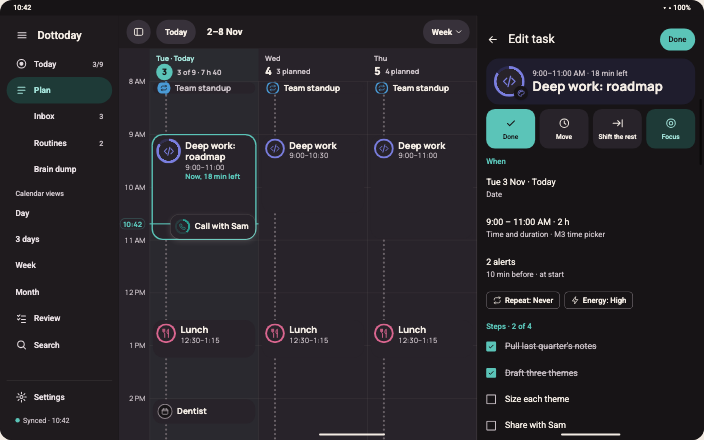 10:42
100%
Dottoday
Today 3/9
Plan
Inbox 3
Routines 2
Brain dump
Calendar views
Day
3 days
Week
Month
Review
Search
Settings
Synced · 10:42
Today
2–8 Nov
Week
Tue · Today
3 3 of 9 · 7 h 40
Wed
4 3 planned
Thu
5 4 planned
8 AM
9 AM
10 AM
10:42
11 AM
12 PM
1 PM
2 PM
Team standup
Deep work: roadmap
9:00–11:00
Now, 18 min left
Call with Sam
Lunch
12:30–1:15
Dentist
Team standup
Deep work
9:00–10:30
Lunch
12:30–1:15
Team standup
Deep work
9:00–11:00
Lunch
12:30–1:15
Edit task
Done
9:00–11:00 AM · 18 min left
Deep work: roadmap
Done
Move
Shift the rest
Focus
When
Tue 3 Nov · Today
Date
9:00 – 11:00 AM · 2 h
Time and duration · M3 time picker
2 alerts
10 min before · at start
Repeat: Never
Energy: High
Steps · 2 of 4
Pull last quarter's notes
Draft three themes
Size each theme
Share with Sam